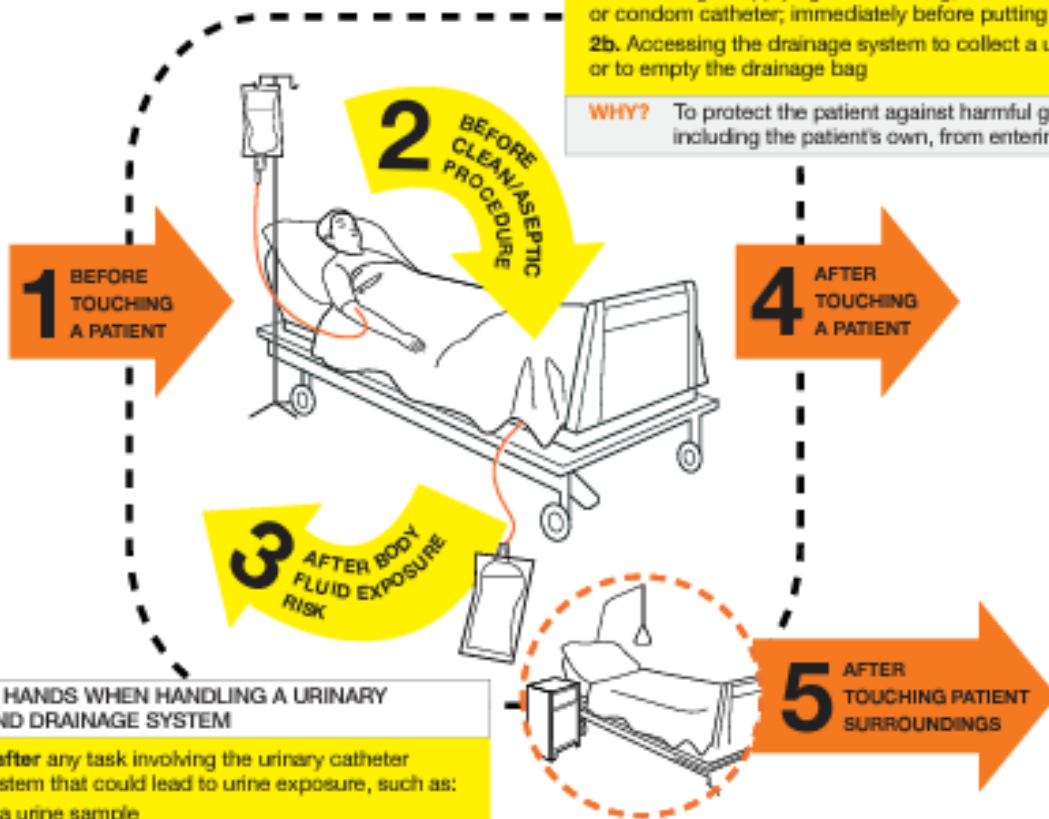 or condom catheter; immediately before putting
2b. Accessing the drainage system to collect a u
or to empty the drainage bag
WHY? To protect the patient against harmful g
including the patient's own, from enterin
2 BEFORE
CLEAN/ASEPTIC
PROCEDURE
1 BEFORE
TOUCHING
A PATIENT
4 AFTER
TOUCHING
A PATIENT
3 AFTER BODY
FLUID EXPOSURE
RISK
5 AFTER
TOUCHING PATIENT
SURROUNDINGS
HANDS WHEN HANDLING A URINARY
ND DRAINAGE SYSTEM
after any task involving the urinary catheter
stem that could lead to urine exposure, such as:
a urine sample